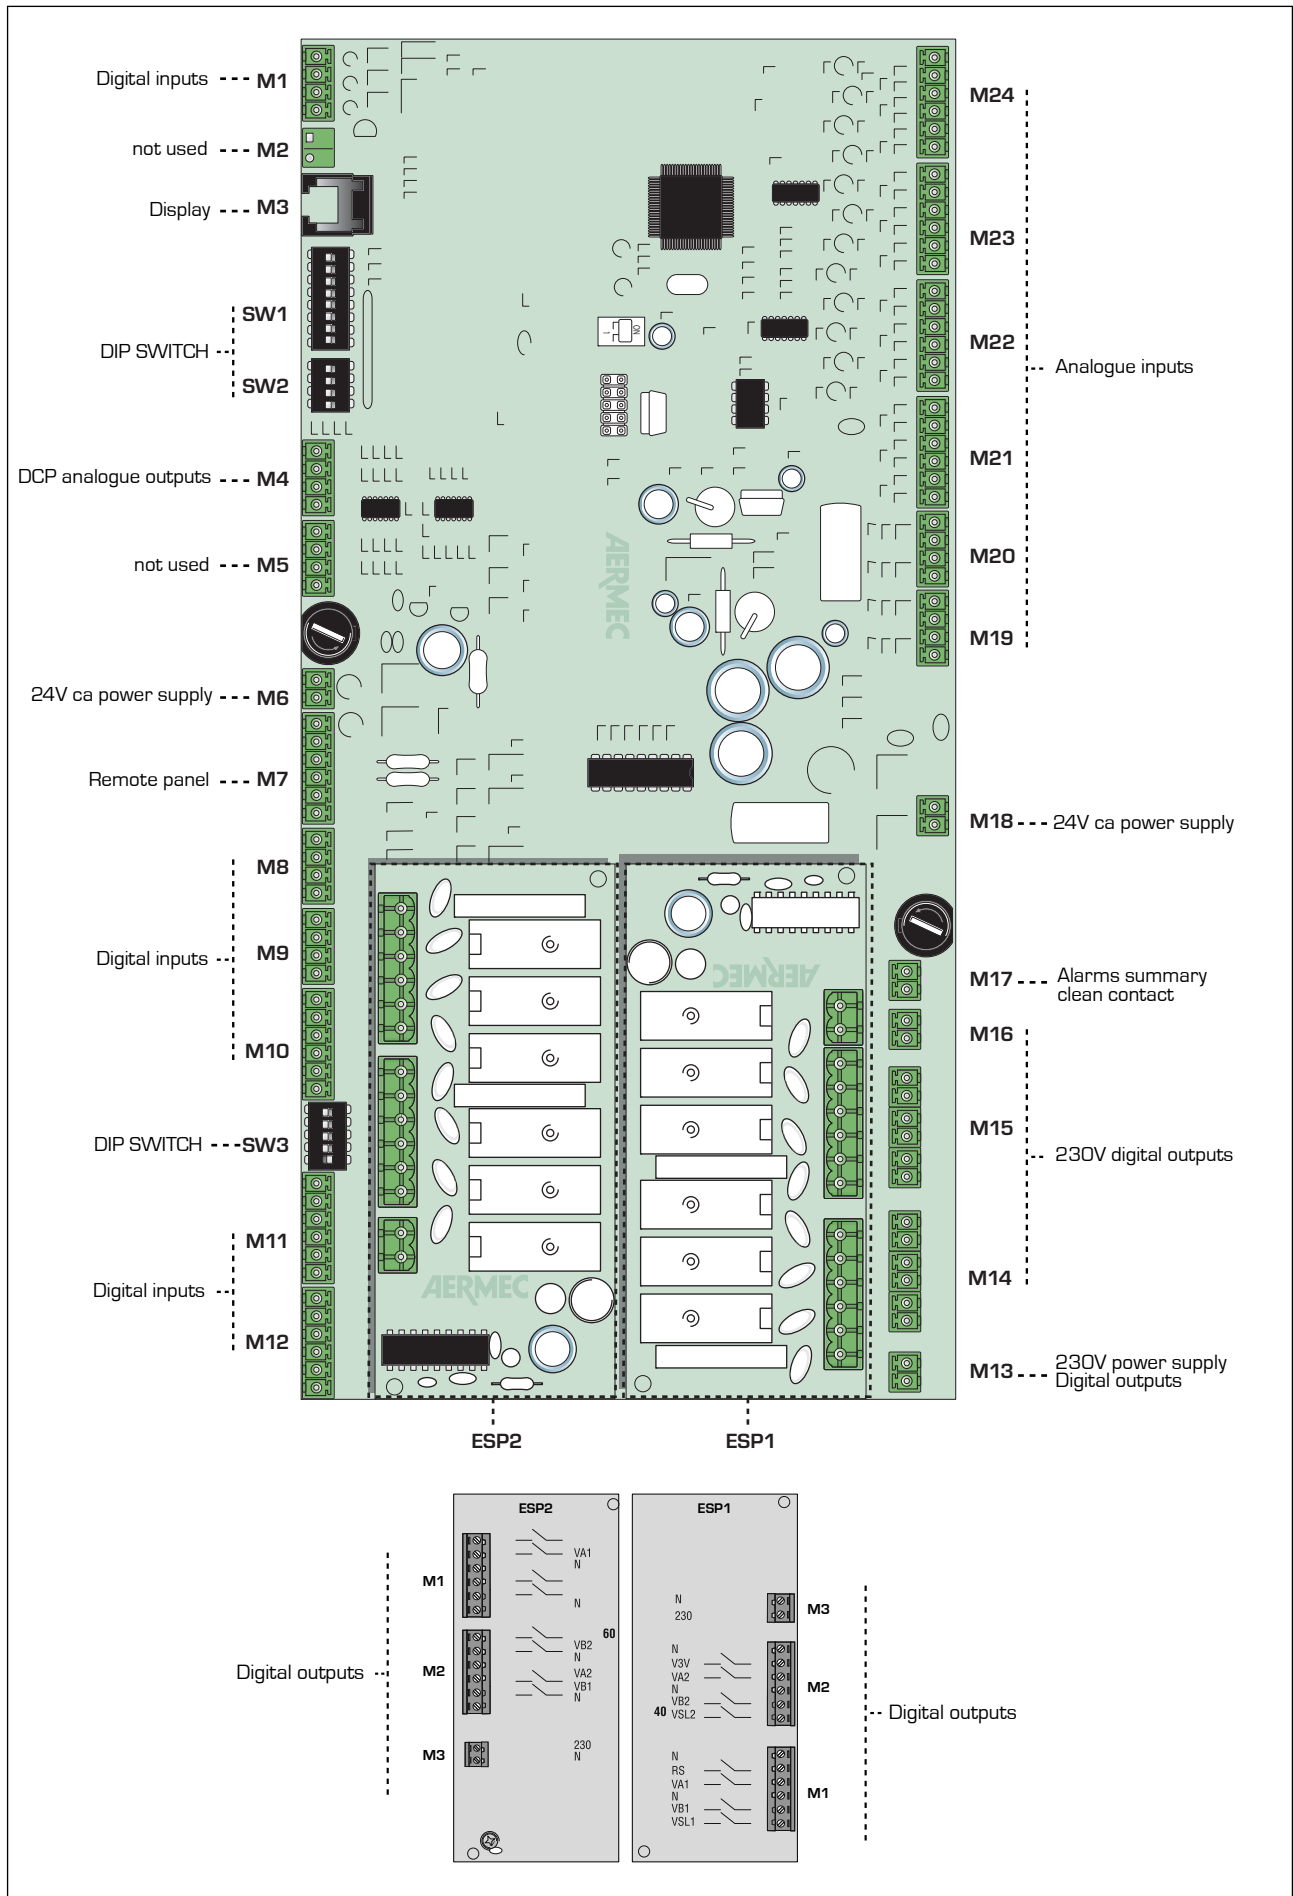 Digital inputs M1
not used M2
Display M3
SW1
DIP SWITCH
SW2
DCP analogue outputs M4
not used M5
24V ca power supply M6
Remote panel M7
M8
Digital inputs M9
M10
DIP SWITCH SW3
M11
Digital inputs
M12
ON
1
AERMEC
AERMEC
AERMEC
M24
M23
M22
Analogue inputs
M21
M20
M19
M18 24V ca power supply
M17 Alarms summary
clean contact
M16
M15
230V digital outputs
M14
M13 230V power supply
Digital outputs
ESP2
ESP1
ESP2
M1
VA1
N
N
60
M2
VB2
N
VA2
VB1
N
M3
230
N
Digital outputs
ESP1
N
230
M3
N
V3V
VA2
N
VB2
40 VSL2
M2
N
RS
VA1
N
VB1
VSL1
M1
Digital outputs